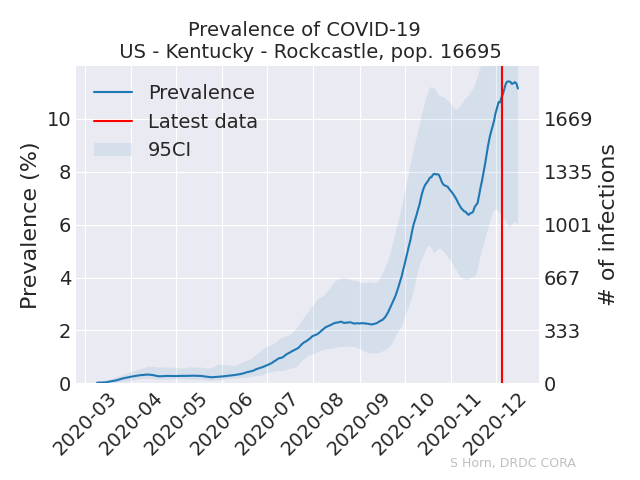 Prevalence of COVID-19
US - Kentucky - Rockcastle, pop. 16695
Prevalence
Latest data
95CI
Prevalence (%)
10
8
6
4
2
0
1669
1335
1001
667
333
0
# of infections
2020-03
2020-04
2020-05
2020-06
2020-07
2020-08
2020-09
2020-10
2020-11
2020-12
S Horn, DRDC CORA